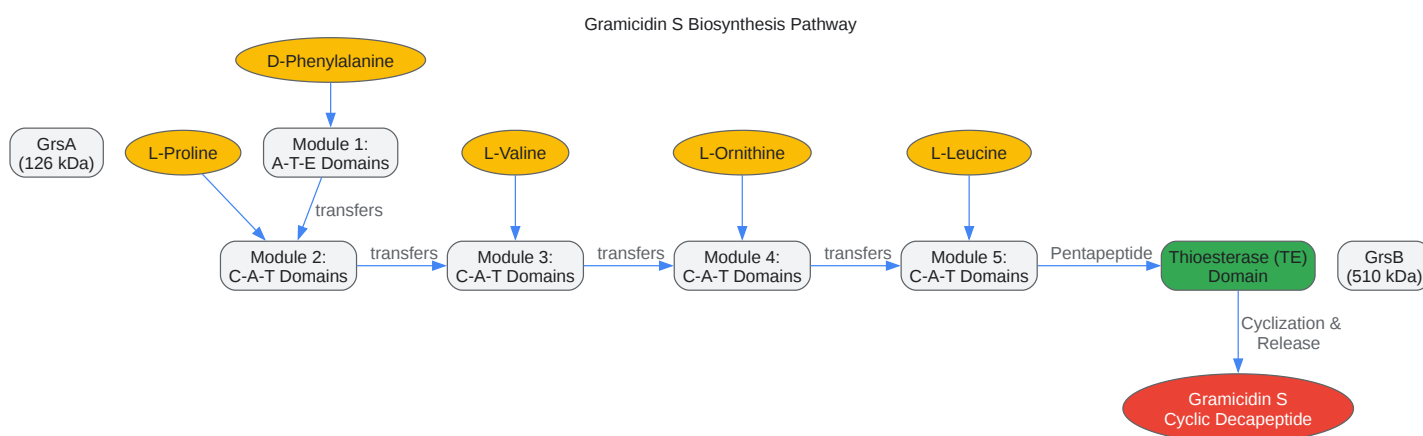 Gramicidin S Biosynthesis Pathway
D-Phenylalanine
GrsA
(126 kDa)
L-Proline
Module 1:
A-T-E Domains
L-Valine
L-Ornithine
L-Leucine
transfers
Module 2:
C-A-T Domains
transfers
Module 3:
C-A-T Domains
transfers
Module 4:
C-A-T Domains
transfers
Module 5:
C-A-T Domains
Pentapeptide
Thioesterase (TE)
Domain
GrsB
(510 kDa)
Cyclization &
Release
Gramicidin S
Cyclic Decapeptide